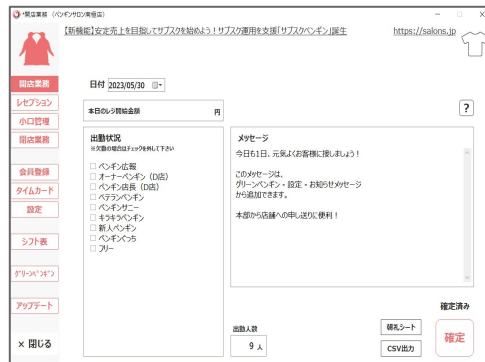 *開店業務 (ペンギンサロン南極店)
【新機能】安定売上を目指してサブスクを始めよう！サブスク運用を支援「サブスクペンギン」誕生
https://salons.jp
開店業務
レセプション
小口管理
閉店業務
会員登録
タイムカード
設定
シフト表
グリーンペンギン
アップデート
× 閉じる
日付 2023/05/30
本日のレジ開始金額 円
?
出勤状況
※欠勤の場合はチェックを外して下さい
ペンギン広報
オーナーペンギン (D店)
ペンギン店長 (D店)
ベテランペンギン
ペンギンサニー
キラキラペンギン
新人ペンギン
ペンギンぐっち
フリー
メッセージ
今日も1日、元気よくお客様に接しましょう！
このメッセージは、
グリーンペンギン・設定・お知らせメッセージ
から追加できます。
本部から店舗への申し送りに便利！
確定済み
出勤人数
9 人
朝礼シート
CSV出力
確定